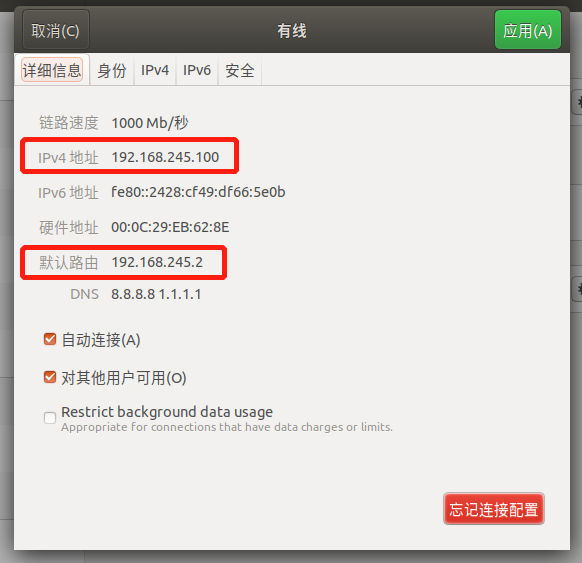 取消(C) 有线 应用(A)
详细信息 身份 IPv4 IPv6 安全
链路速度 1000 Mb/秒
IPv4 地址 192.168.245.100
IPv6 地址 fe80::2428:cf49:df66:5e0b
硬件地址 00:0C:29:EB:62:8E
默认路由 192.168.245.2
DNS 8.8.8.8 1.1.1.1
自动连接(A)
对其他用户可用(O)
Restrict background data usage
Appropriate for connections that have data charges or limits.
忘记连接配置